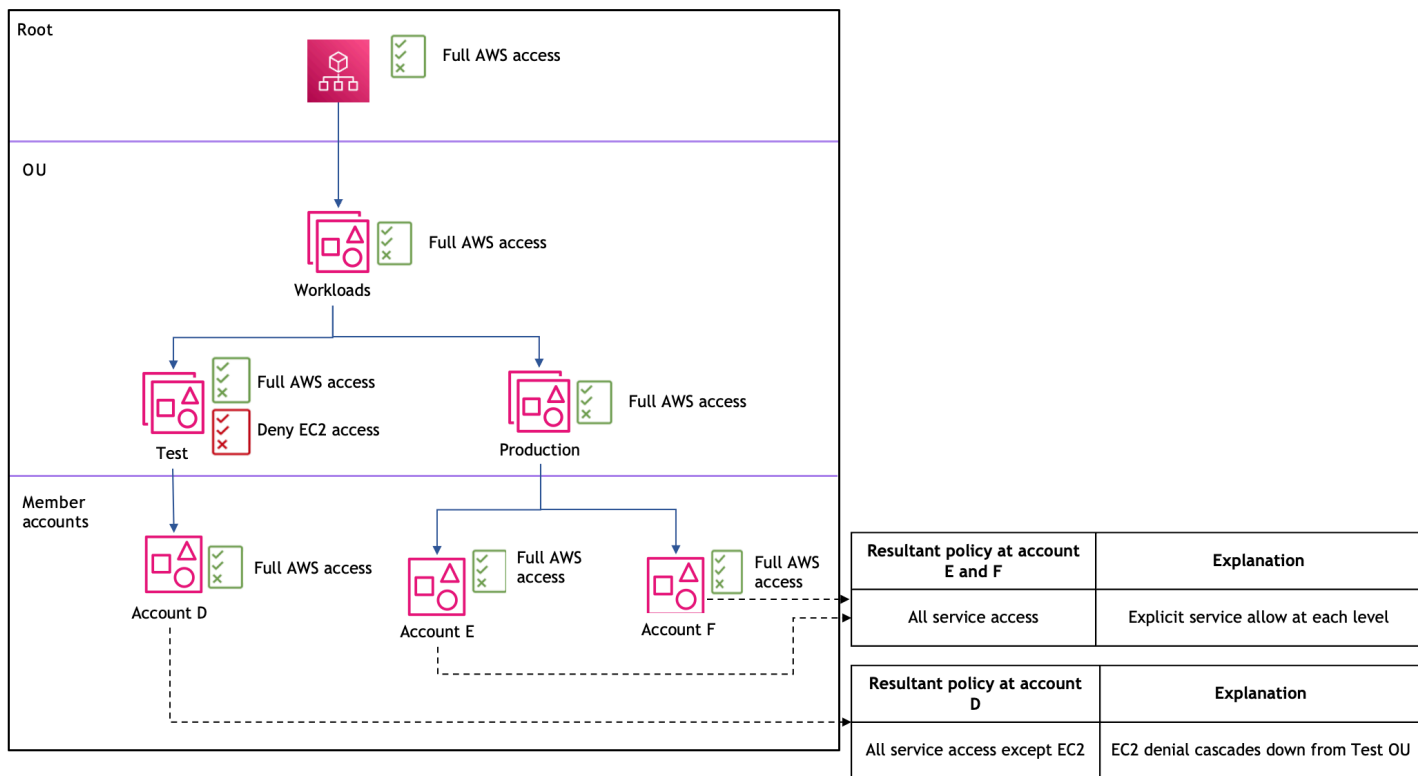 Root
Full AWS access
OU
Full AWS access
Workloads
Full AWS access
Deny EC2 access
Test
Full AWS access
Production
Member
accounts
Full AWS access
Account D
Full AWS
access
Account E
Full AWS
access
Account F
Resultant policy at account
E and F
Explanation
All service access
Explicit service allow at each level
Resultant policy at account
D
Explanation
All service access except EC2
EC2 denial cascades down from Test OU